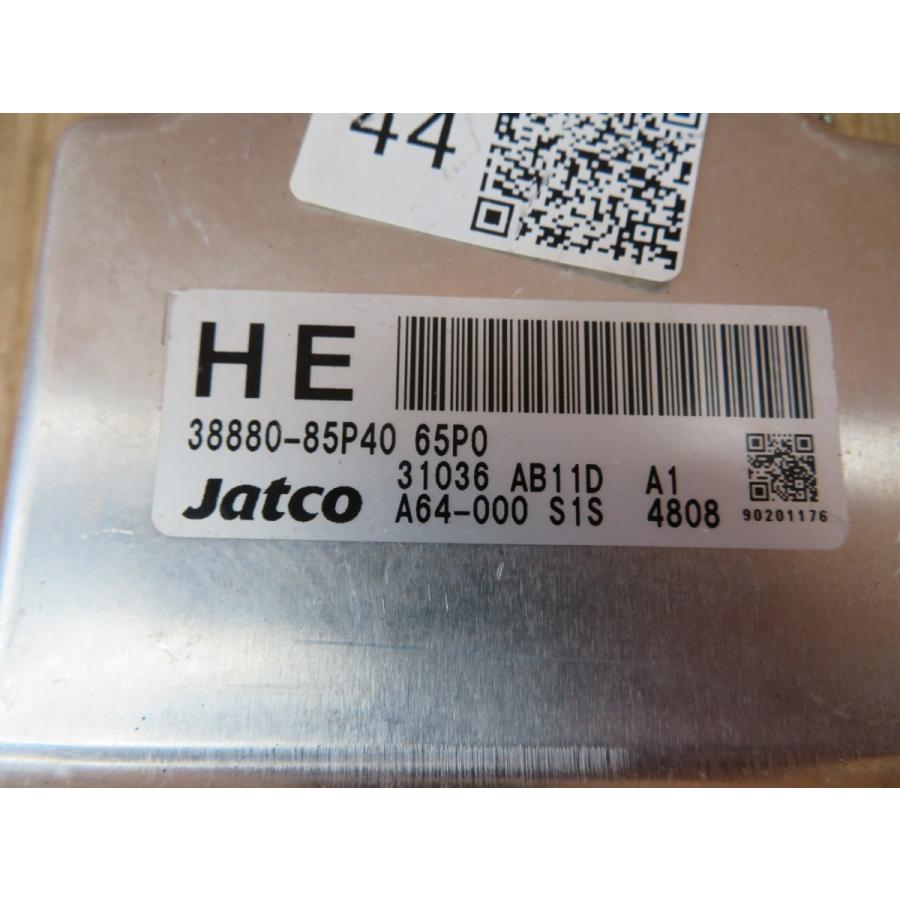 44
HE
38880-85P40 65P0
31036 AB11D A1
Jatco A64-000 S1S 4808 90201176